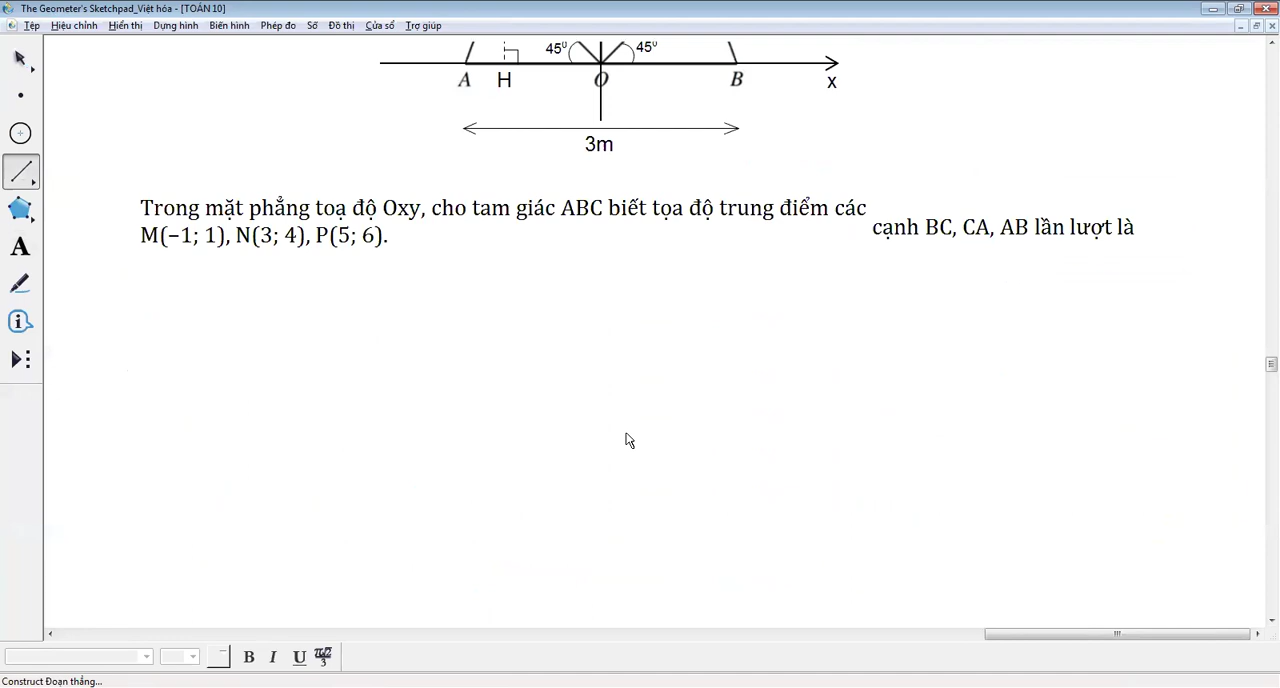 The Geometer's Sketchpad_Việt hóa - [TOÁN 10]
Tệp Hiệu chỉnh Hiển thị Dựng hình Biến hình Phép đo Số Đồ thị Cửa sổ Trợ giúp
45⁰ 45⁰
A H O B x
3m
Trong mặt phẳng toạ độ Oxy, cho tam giác ABC biết tọa độ trung điểm các
cạnh BC, CA, AB lần lượt là
M(−1; 1), N(3; 4), P(5; 6).
A
B I U
Construct Đoạn thẳng...